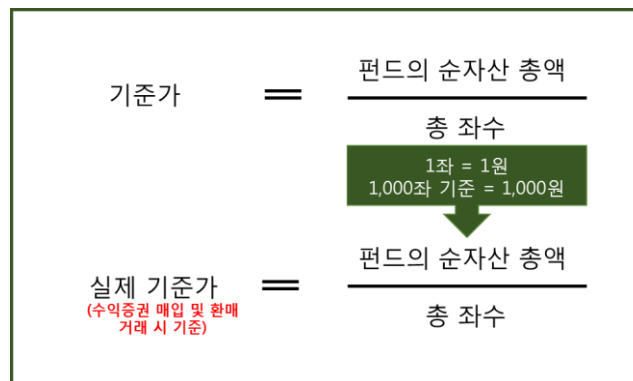 펀드의 순자산 총액
기준가 =
총 좌수
1좌 = 1원
1,000좌 기준 = 1,000원
펀드의 순자산 총액
실제 기준가 =
(수익증권 매입 및 환매
거래 시 기준)
총 좌수